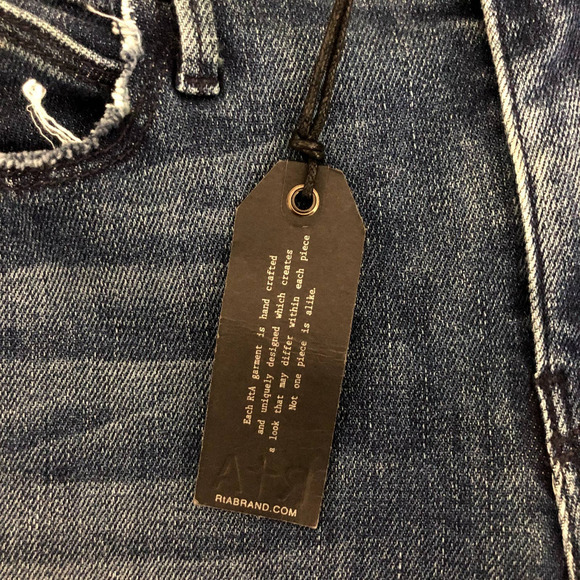 Each RtA garment is hand crafted
and uniquely designed which creates
a look that may differ within each piece
Not one piece is alike.
RtABRAND.COM